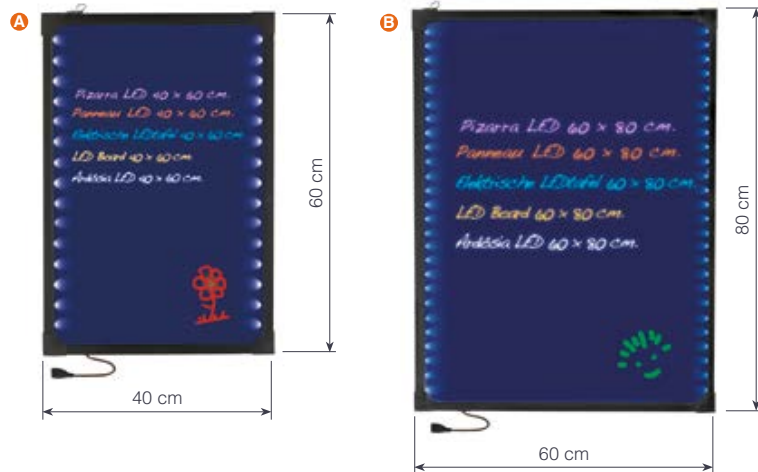 A
Pizarra LED 40 x 60 cm.
Panneau LED 40 x 60 cm.
Elektrische LEDtafel 40 x 60 cm
LED Board 40 x 60 cm.
Ardósia LED 40 x 60 cm.
60 cm
40 cm
B
Pizarra LED 60 x 80 cm.
Panneau LED 60 x 80 cm.
Elektrische LEDtafel 60 x 80 cm.
LED Board 60 x 80 cm.
Ardósia LED 60 x 80 cm.
80 cm
60 cm